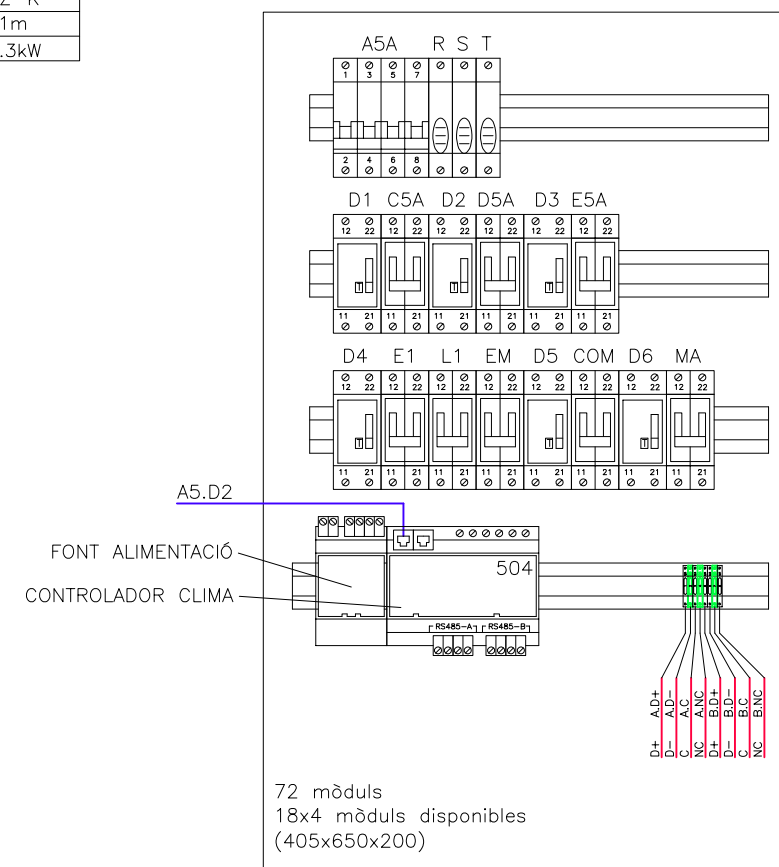 1m
.3kW
A5A R S T
1 3 5 7
2 4 6 8
D1 C5A D2 D5A D3 E5A
12 22 12 22 12 22 12 22 12 22 12 22
T T T
11 21 11 21 11 21 11 21 11 21 11 21
D4 E1 L1 EM D5 COM D6 MA
12 22 12 22 12 22 12 22 12 22 12 22 12 22 12 22
T T T
11 21 11 21 11 21 11 21 11 21 11 21 11 21 11 21
A5.D2
FONT ALIMENTACIÓ
504
CONTROLADOR CLIMA
RS485-A RS485-B
A.D+ A.D- A.C A.NC B.D+ B.D- B.C B.NC
D+ D- C NC D+ D- C NC
72 mòduls
18x4 mòduls disponibles
(405x650x200)